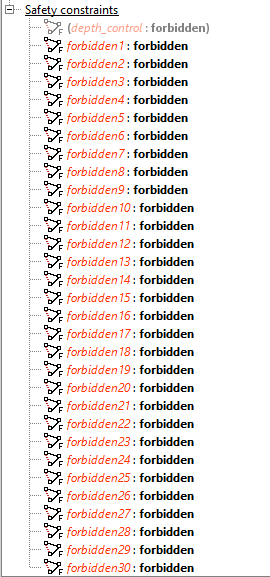 Safety constraints
(depth_control : forbidden)
forbidden1 : forbidden
forbidden2 : forbidden
forbidden3 : forbidden
forbidden4 : forbidden
forbidden5 : forbidden
forbidden6 : forbidden
forbidden7 : forbidden
forbidden8 : forbidden
forbidden9 : forbidden
forbidden10 : forbidden
forbidden11 : forbidden
forbidden12 : forbidden
forbidden13 : forbidden
forbidden14 : forbidden
forbidden15 : forbidden
forbidden16 : forbidden
forbidden17 : forbidden
forbidden18 : forbidden
forbidden19 : forbidden
forbidden20 : forbidden
forbidden21 : forbidden
forbidden22 : forbidden
forbidden23 : forbidden
forbidden24 : forbidden
forbidden25 : forbidden
forbidden26 : forbidden
forbidden27 : forbidden
forbidden28 : forbidden
forbidden29 : forbidden
forbidden30 : forbidden